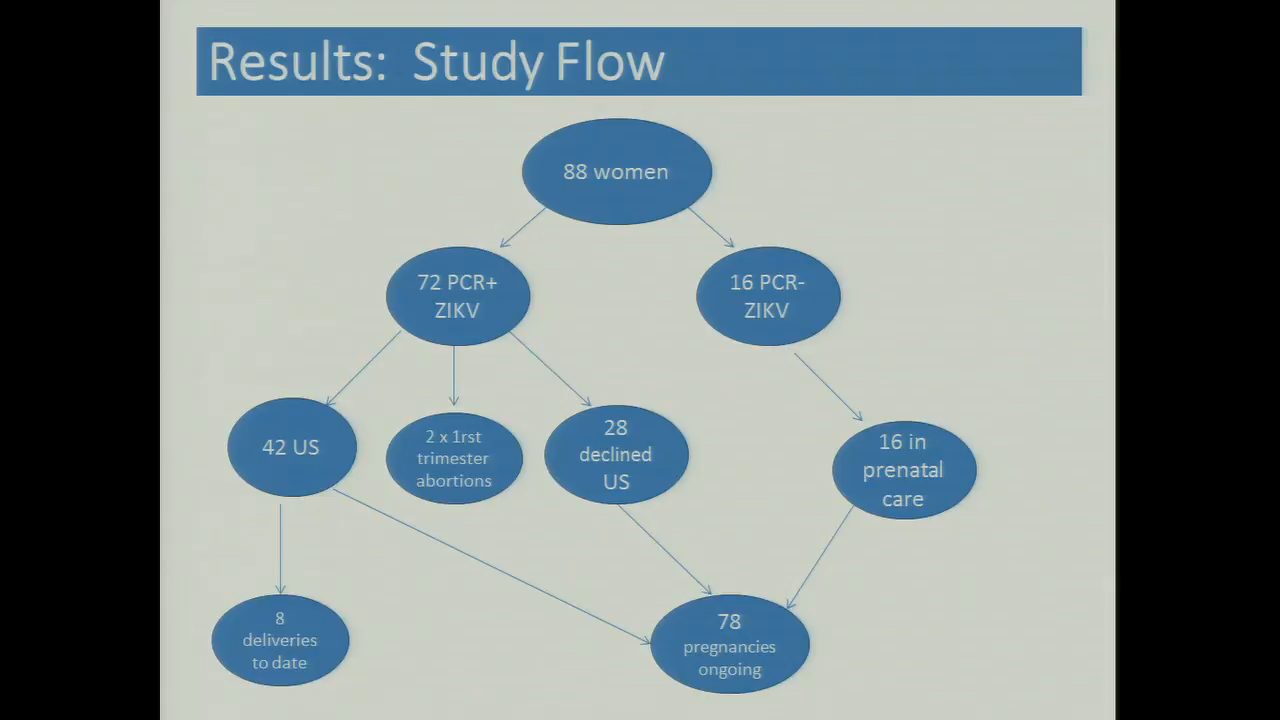 Results: Study Flow
88 women
72 PCR+
ZIKV
16 PCR-
ZIKV
42 US
2 x 1rst
trimester
abortions
28
declined
US
16 in
prenatal
care
8
deliveries
to date
78
pregnancies
ongoing